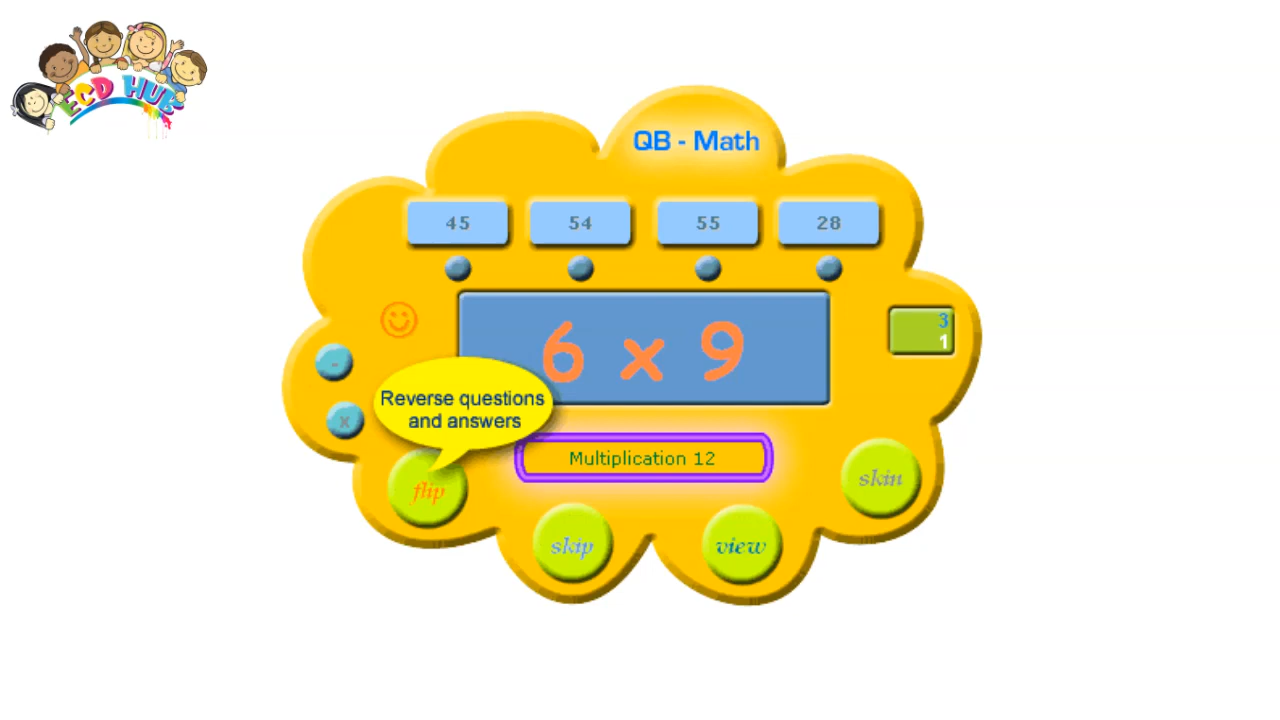 ECD HUB
QB - Math
45 54 55 28
6 x 9
3
1
-
x
Reverse questions
and answers
Multiplication 12
flip
skip
view
skin